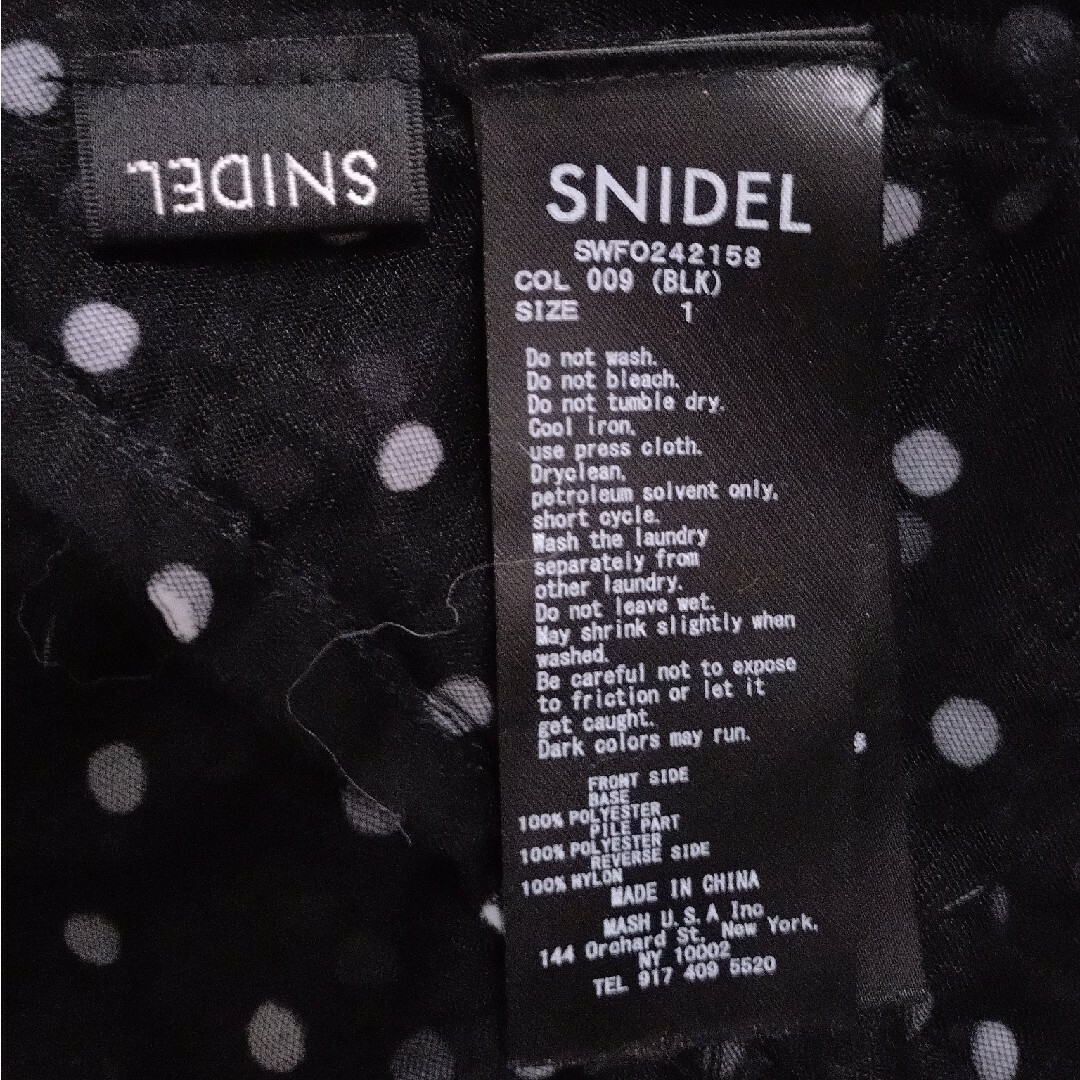 SNIDEL
SNIDEL
SWFO242158
COL 009 (BLK)
SIZE 1
Do not wash.
Do not bleach.
Do not tumble dry.
Cool iron.
use press cloth.
Dryclean.
petroleum solvent only,
short cycle.
Wash the laundry
separately from
other laundry.
Do not leave wet.
May shrink slightly when
washed.
Be careful not to expose
to friction or let it
get caught.
Dark colors may run.
FRONT SIDE
BASE
100% POLYESTER
PILE PART
100% POLYESTER
REVERSE SIDE
100% NYLON
MADE IN CHINA
MASH U.S.A Inc
144 Orchard St. New York,
NY 10002
TEL 917 409 5520